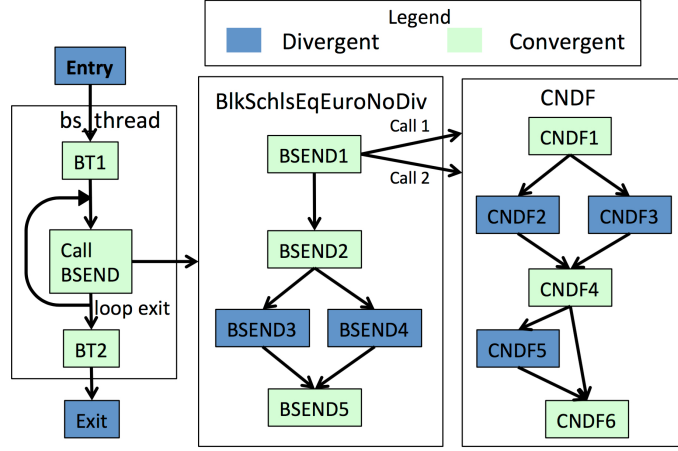 Legend
Divergent
Convergent
Entry
bs_thread
BT1
Call
BSEND
loop exit
BT2
Exit
BlkSchlsEqEuroNoDiv
BSEND1
Call 1
Call 2
BSEND2
BSEND3
BSEND4
BSEND5
CNDF
CNDF1
CNDF2
CNDF3
CNDF4
CNDF5
CNDF6